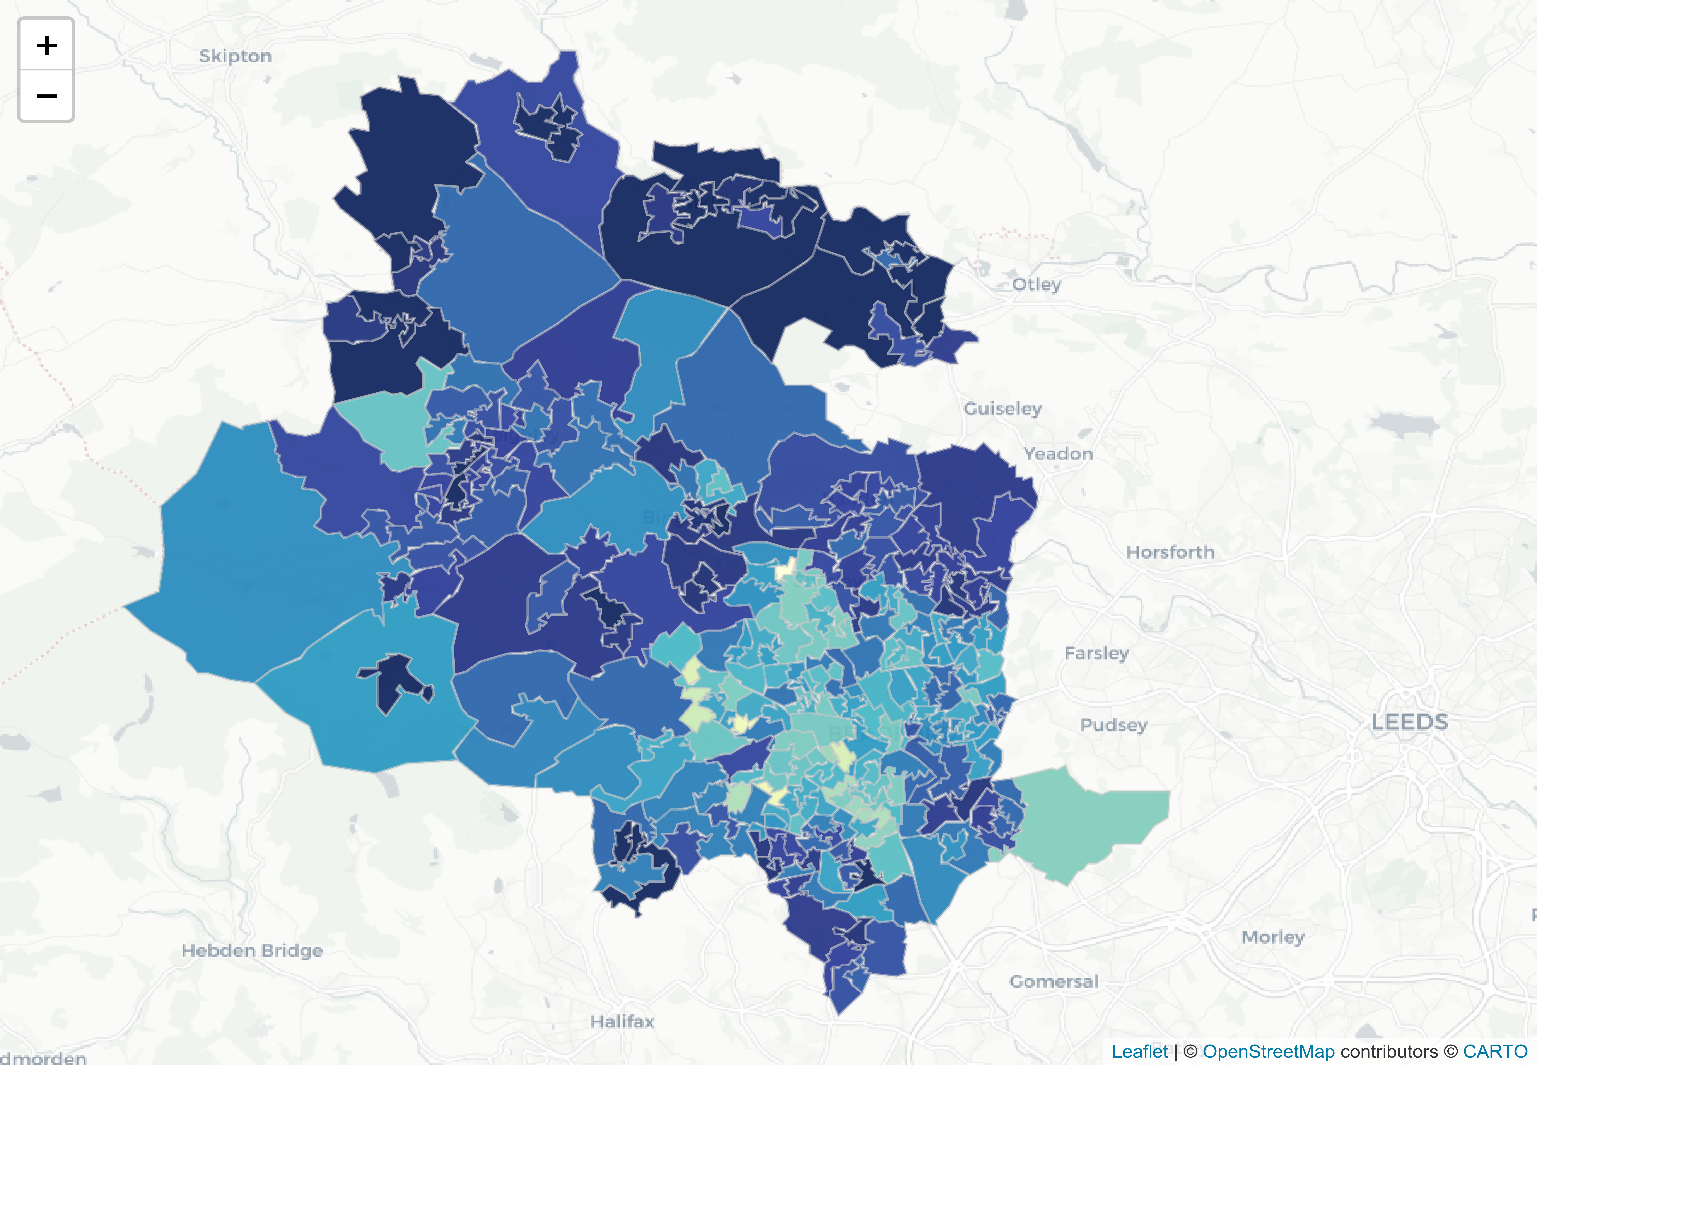 +
Skipton
−
Otley
Guiseley
Yeadon
Horsforth
Farsley
Pudsey
LEEDS
Hebden Bridge
Morley
Gomersal
Halifax
dmorden
Leaflet | © OpenStreetMap contributors © CARTO